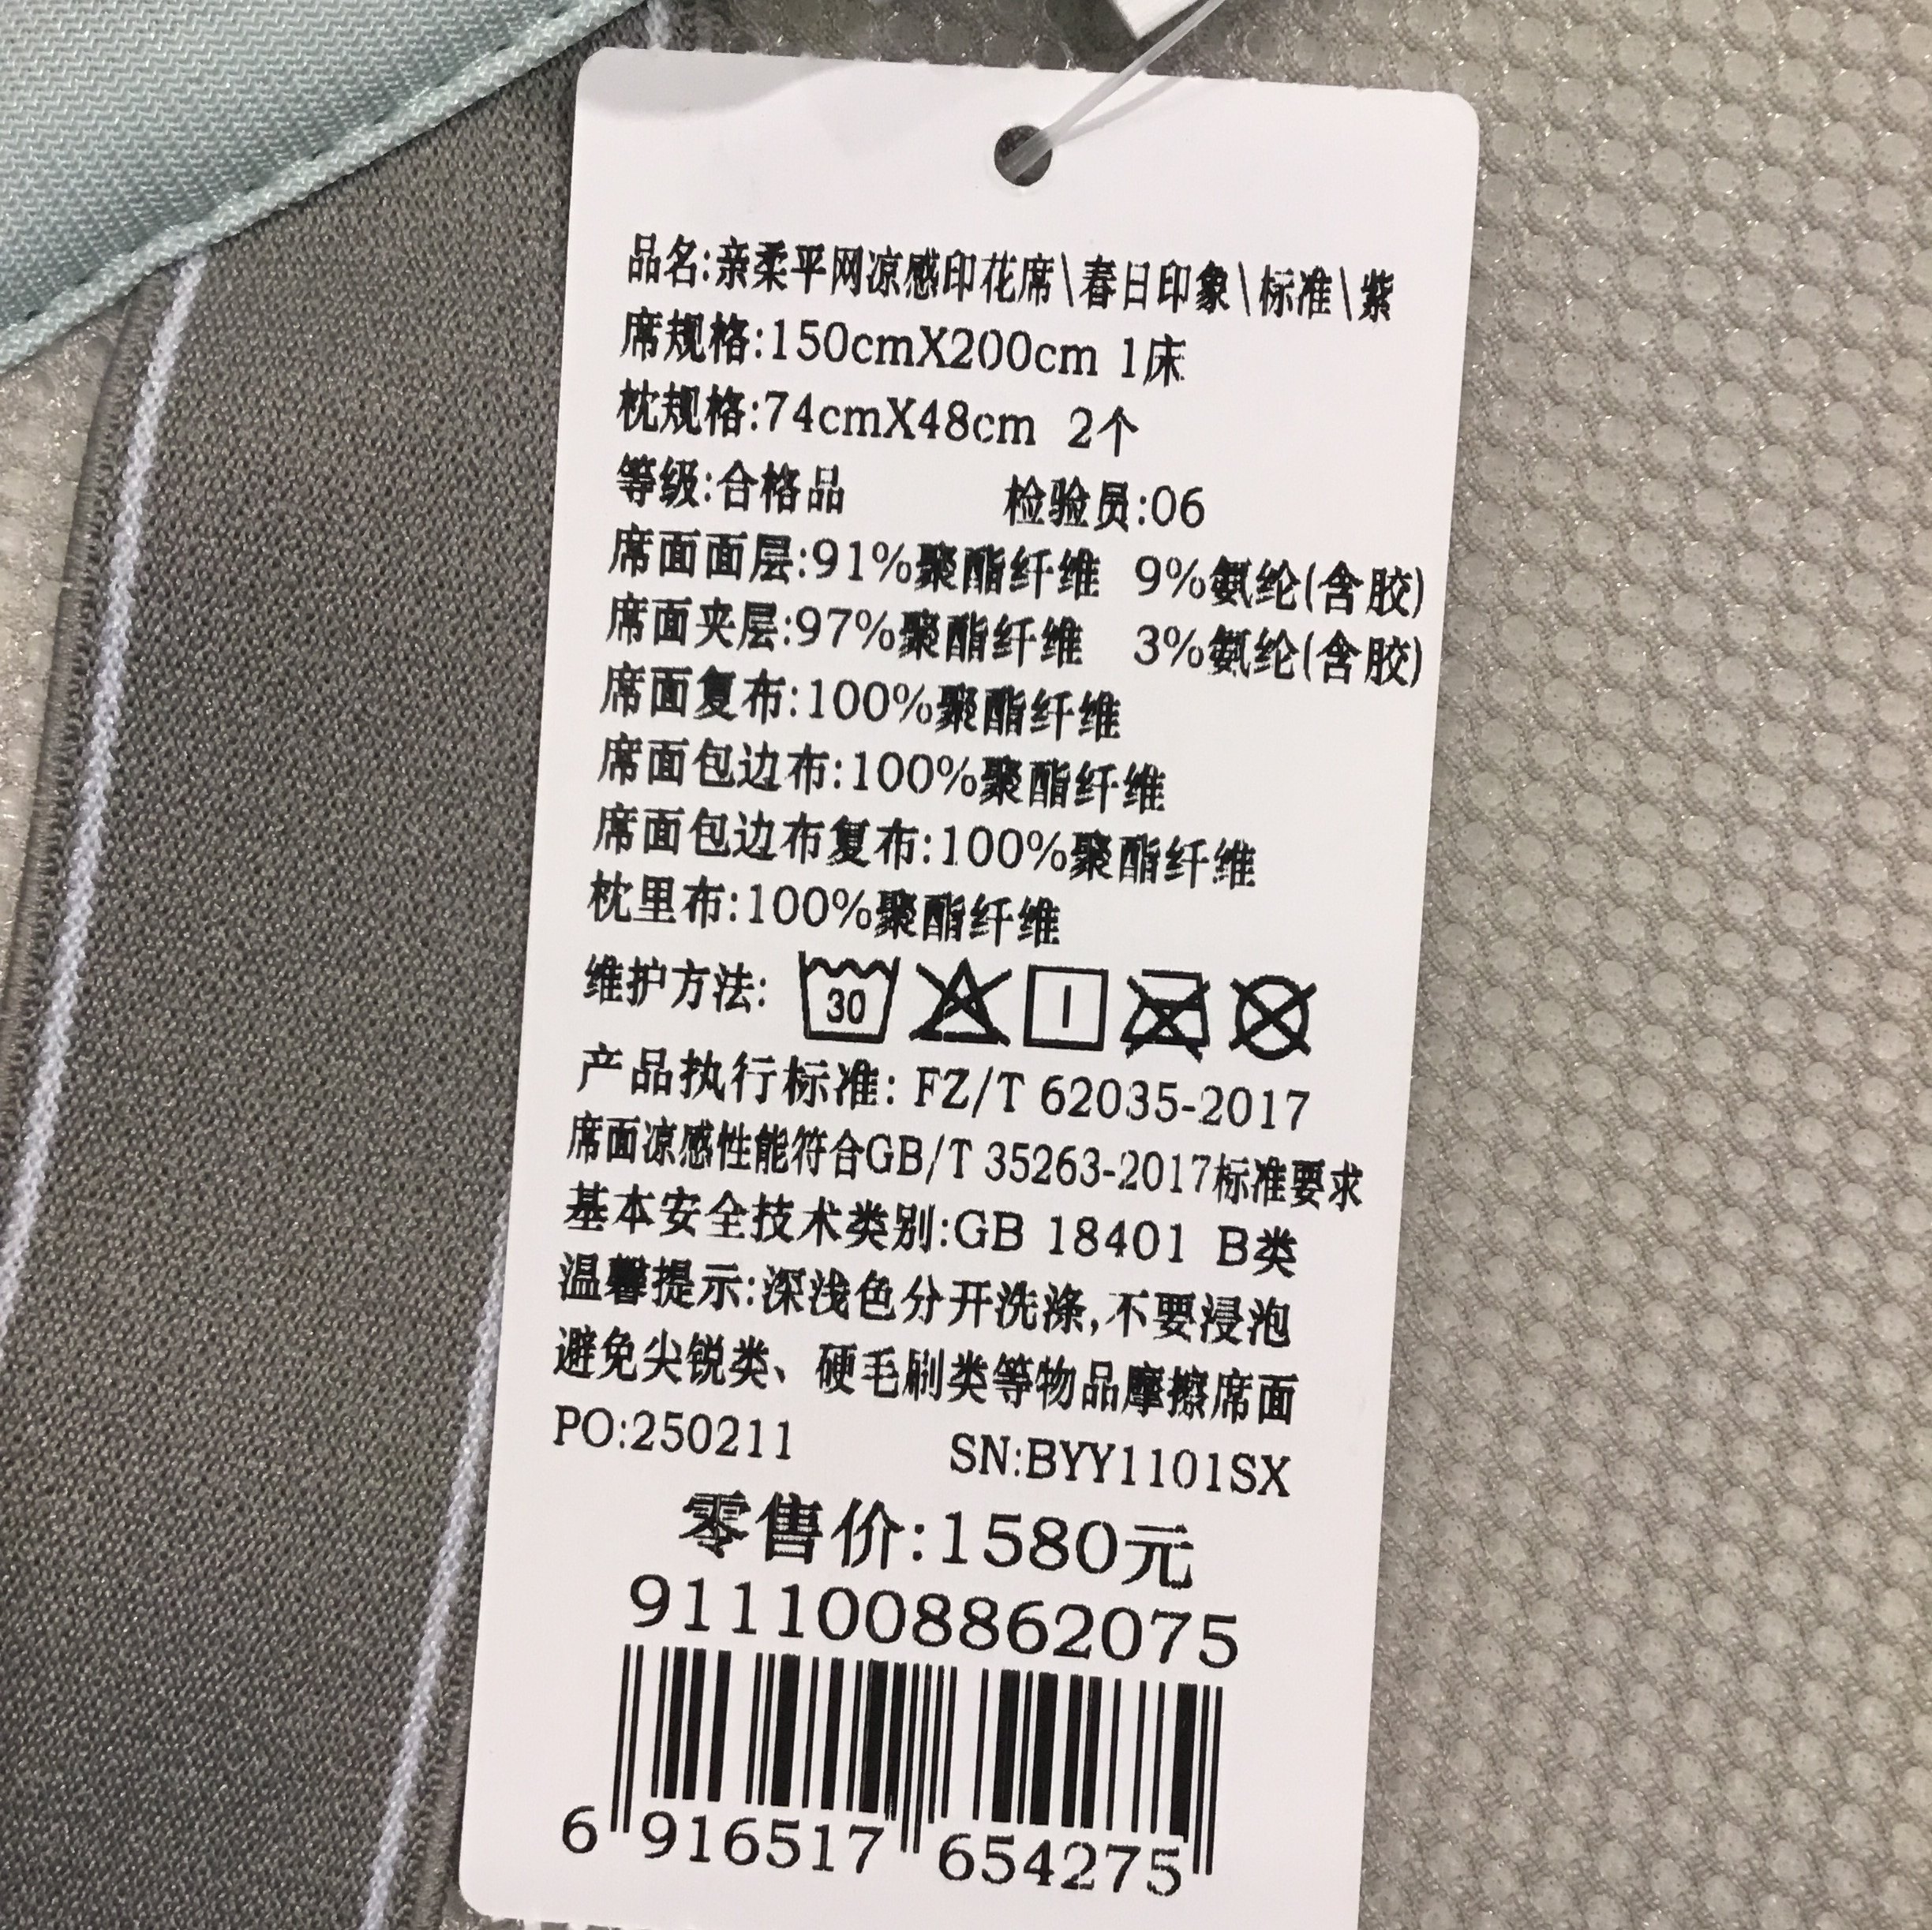 品名:亲柔平网凉感印花席\春日印象\标准\紫
席规格:150cmX200cm 1床
枕规格:74cmX48cm 2个
等级:合格品 检验员:06
席面面层:91%聚酯纤维 9%氨纶(含胶)
席面夹层:97%聚酯纤维 3%氨纶(含胶)
席面复布:100%聚酯纤维
席面包边布:100%聚酯纤维
席面包边布复布:100%聚酯纤维
枕里布:100%聚酯纤维
维护方法: 30
产品执行标准: FZ/T 62035-2017
席面凉感性能符合GB/T 35263-2017标准要求
基本安全技术类别:GB 18401 B类
温馨提示:深浅色分开洗涤,不要浸泡
避免尖锐类、硬毛刷类等物品摩擦席面
PO:250211 SN:BYY1101SX
零售价:1580元
9111008862075
6 916517 654275